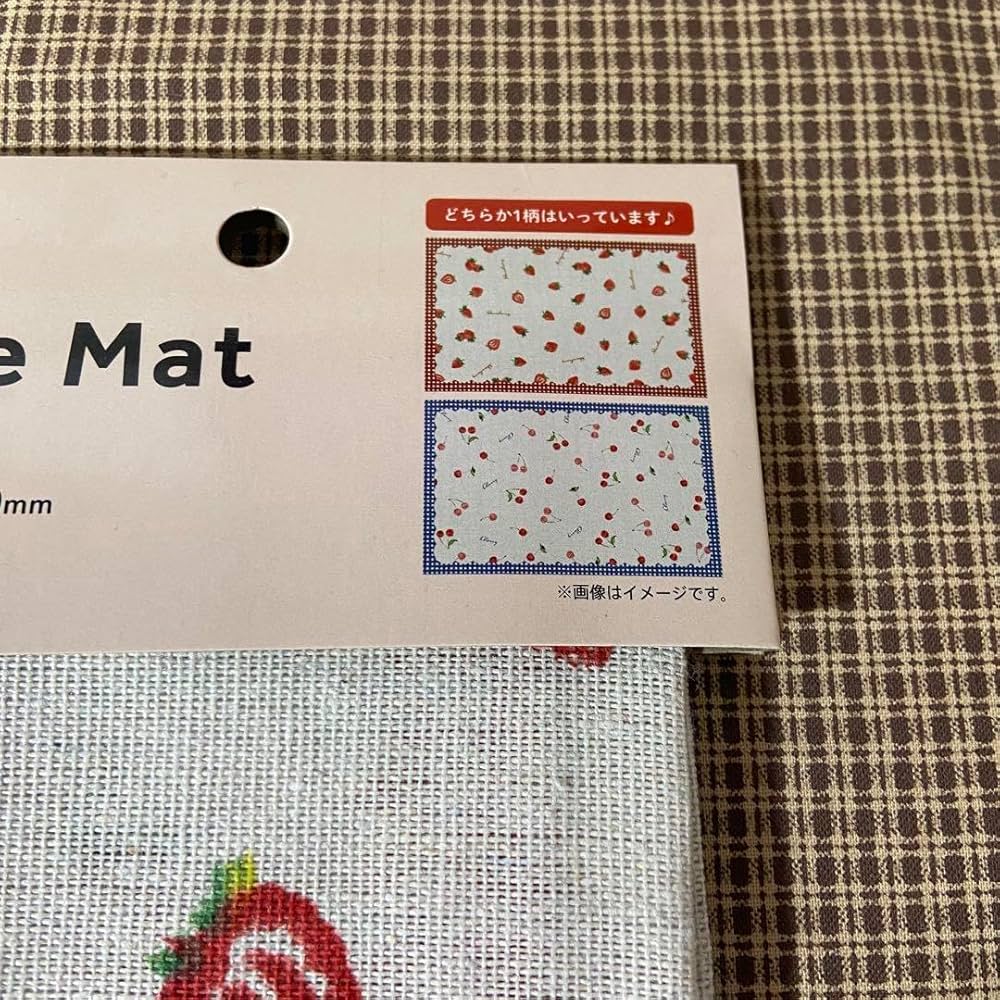 どちらか1柄はいっています♪
e Mat
mm
※画像はイメージです。